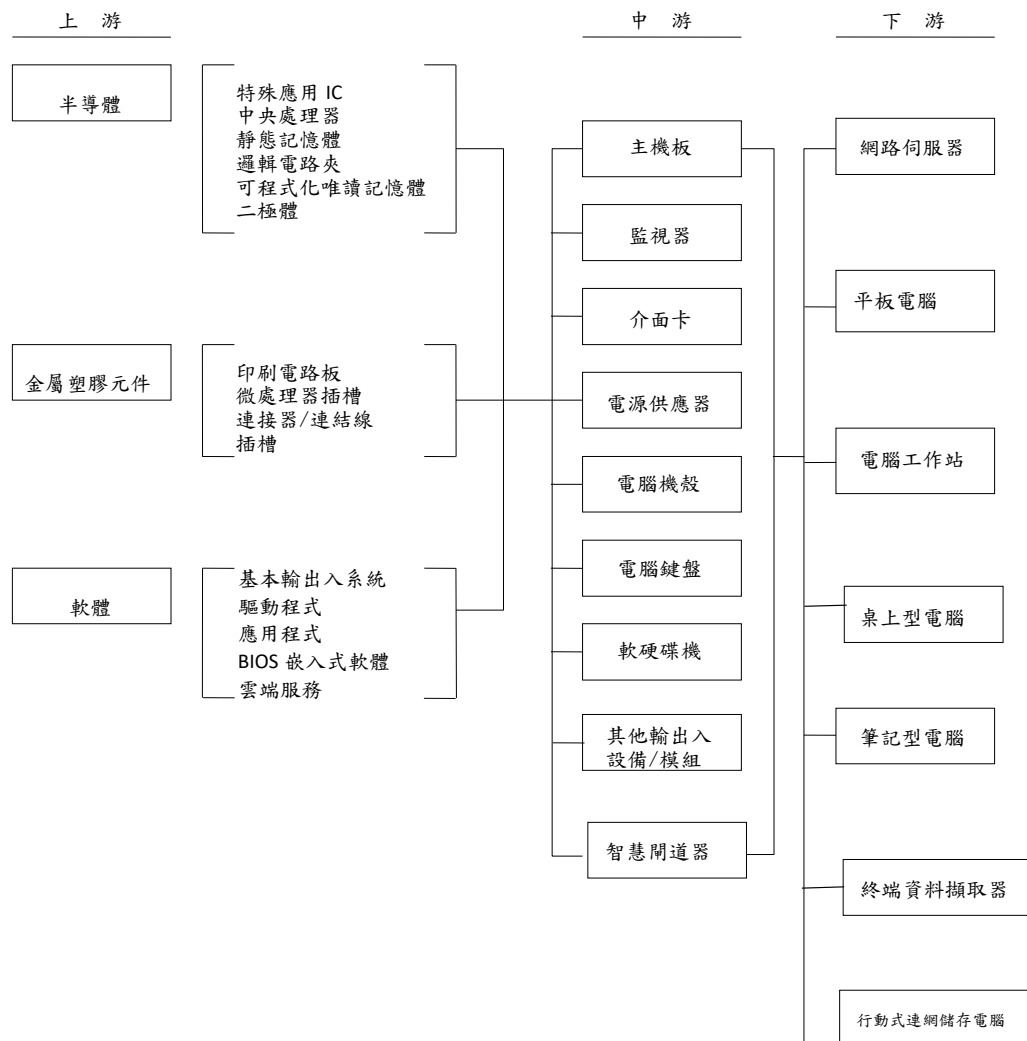 上 游
中 游
下 游
半導體
特殊應用 IC
中央處理器
靜態記憶體
邏輯電路夾
可程式化唯讀記憶體
二極體
金屬塑膠元件
印刷電路板
微處理器插槽
連接器/連結線
插槽
軟體
基本輸出入系統
驅動程式
應用程式
BIOS 嵌入式軟體
雲端服務
主機板
監視器
介面卡
電源供應器
電腦機殼
電腦鍵盤
軟硬碟機
其他輸出入
設備/模組
智慧閘道器
網路伺服器
平板電腦
電腦工作站
桌上型電腦
筆記型電腦
終端資料擷取器
行動式連網儲存電腦